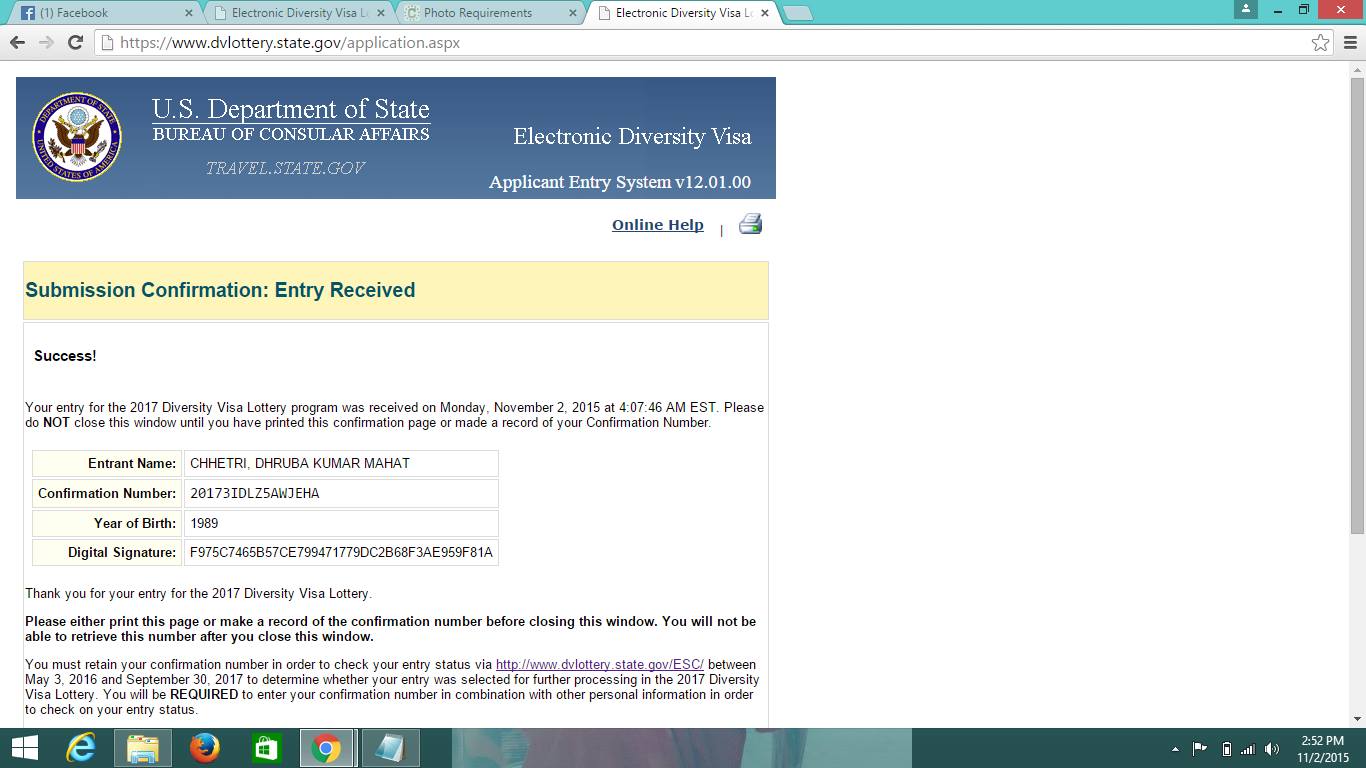 (1) Facebook
Electronic Diversity Visa Lo
Photo Requirements
Electronic Diversity Visa Lo
https://www.dvlottery.state.gov/application.aspx
DEPARTMENT OF STATE
UNITED STATES OF AMERICA
U.S. Department of State
BUREAU OF CONSULAR AFFAIRS
TRAVEL.STATE.GOV
Electronic Diversity Visa
Applicant Entry System v12.01.00
Online Help |
Submission Confirmation: Entry Received
Success!
Your entry for the 2017 Diversity Visa Lottery program was received on Monday, November 2, 2015 at 4:07:46 AM EST. Please
do NOT close this window until you have printed this confirmation page or made a record of your Confirmation Number.
Entrant Name: CHHETRI, DHRUBA KUMAR MAHAT
Confirmation Number: 20173IDLZ5AWJEHA
Year of Birth: 1989
Digital Signature: F975C7465B57CE799471779DC2B68F3AE959F81A
Thank you for your entry for the 2017 Diversity Visa Lottery.
Please either print this page or make a record of the confirmation number before closing this window. You will not be
able to retrieve this number after you close this window.
You must retain your confirmation number in order to check your entry status via http://www.dvlottery.state.gov/ESC/ between
May 3, 2016 and September 30, 2017 to determine whether your entry was selected for further processing in the 2017 Diversity
Visa Lottery. You will be REQUIRED to enter your confirmation number in combination with other personal information in order
to check on your entry status.
2:52 PM
11/2/2015